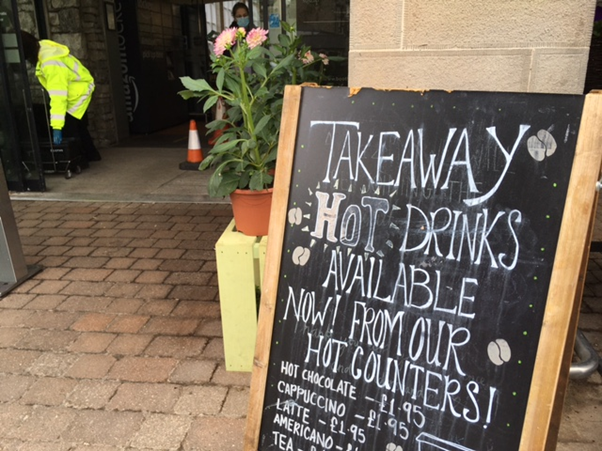 TAKEAWAY
HOT DRINKS
AVAILABLE
NOW! FROM OUR
HOT COUNTERS!
HOT CHOCOLATE - £1.95
CAPPUCCINO - £1.95
LATTE - £1.95
AMERICANO
TEA